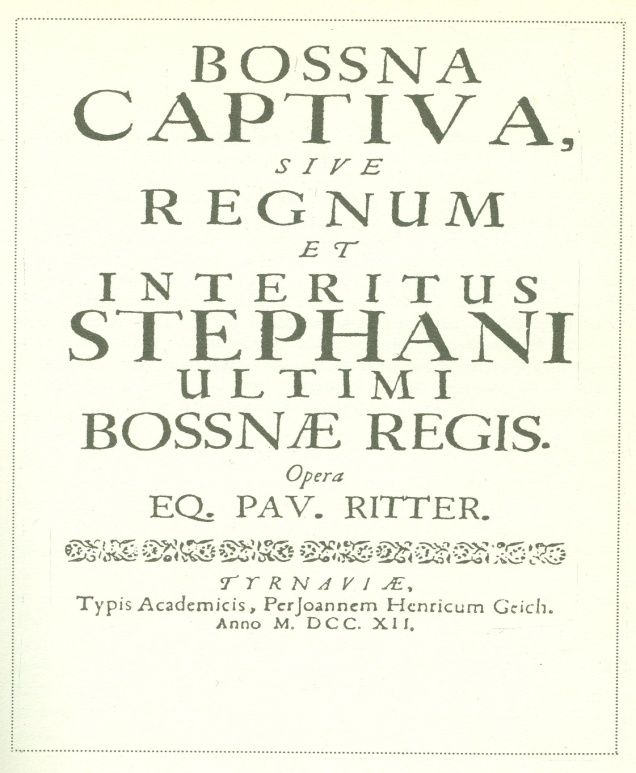 BOSSNA
CAPTIVA,
SIVE
REGNUM
ET
INTERITUS
STEPHANI
ULTIMI
BOSSNÆ REGIS.
Opera
EQ. PAV. RITTER.
TYRNAVIÆ,
Typis Academicis, Per Joannem Henricum Geich.
Anno M. DCC. XII.